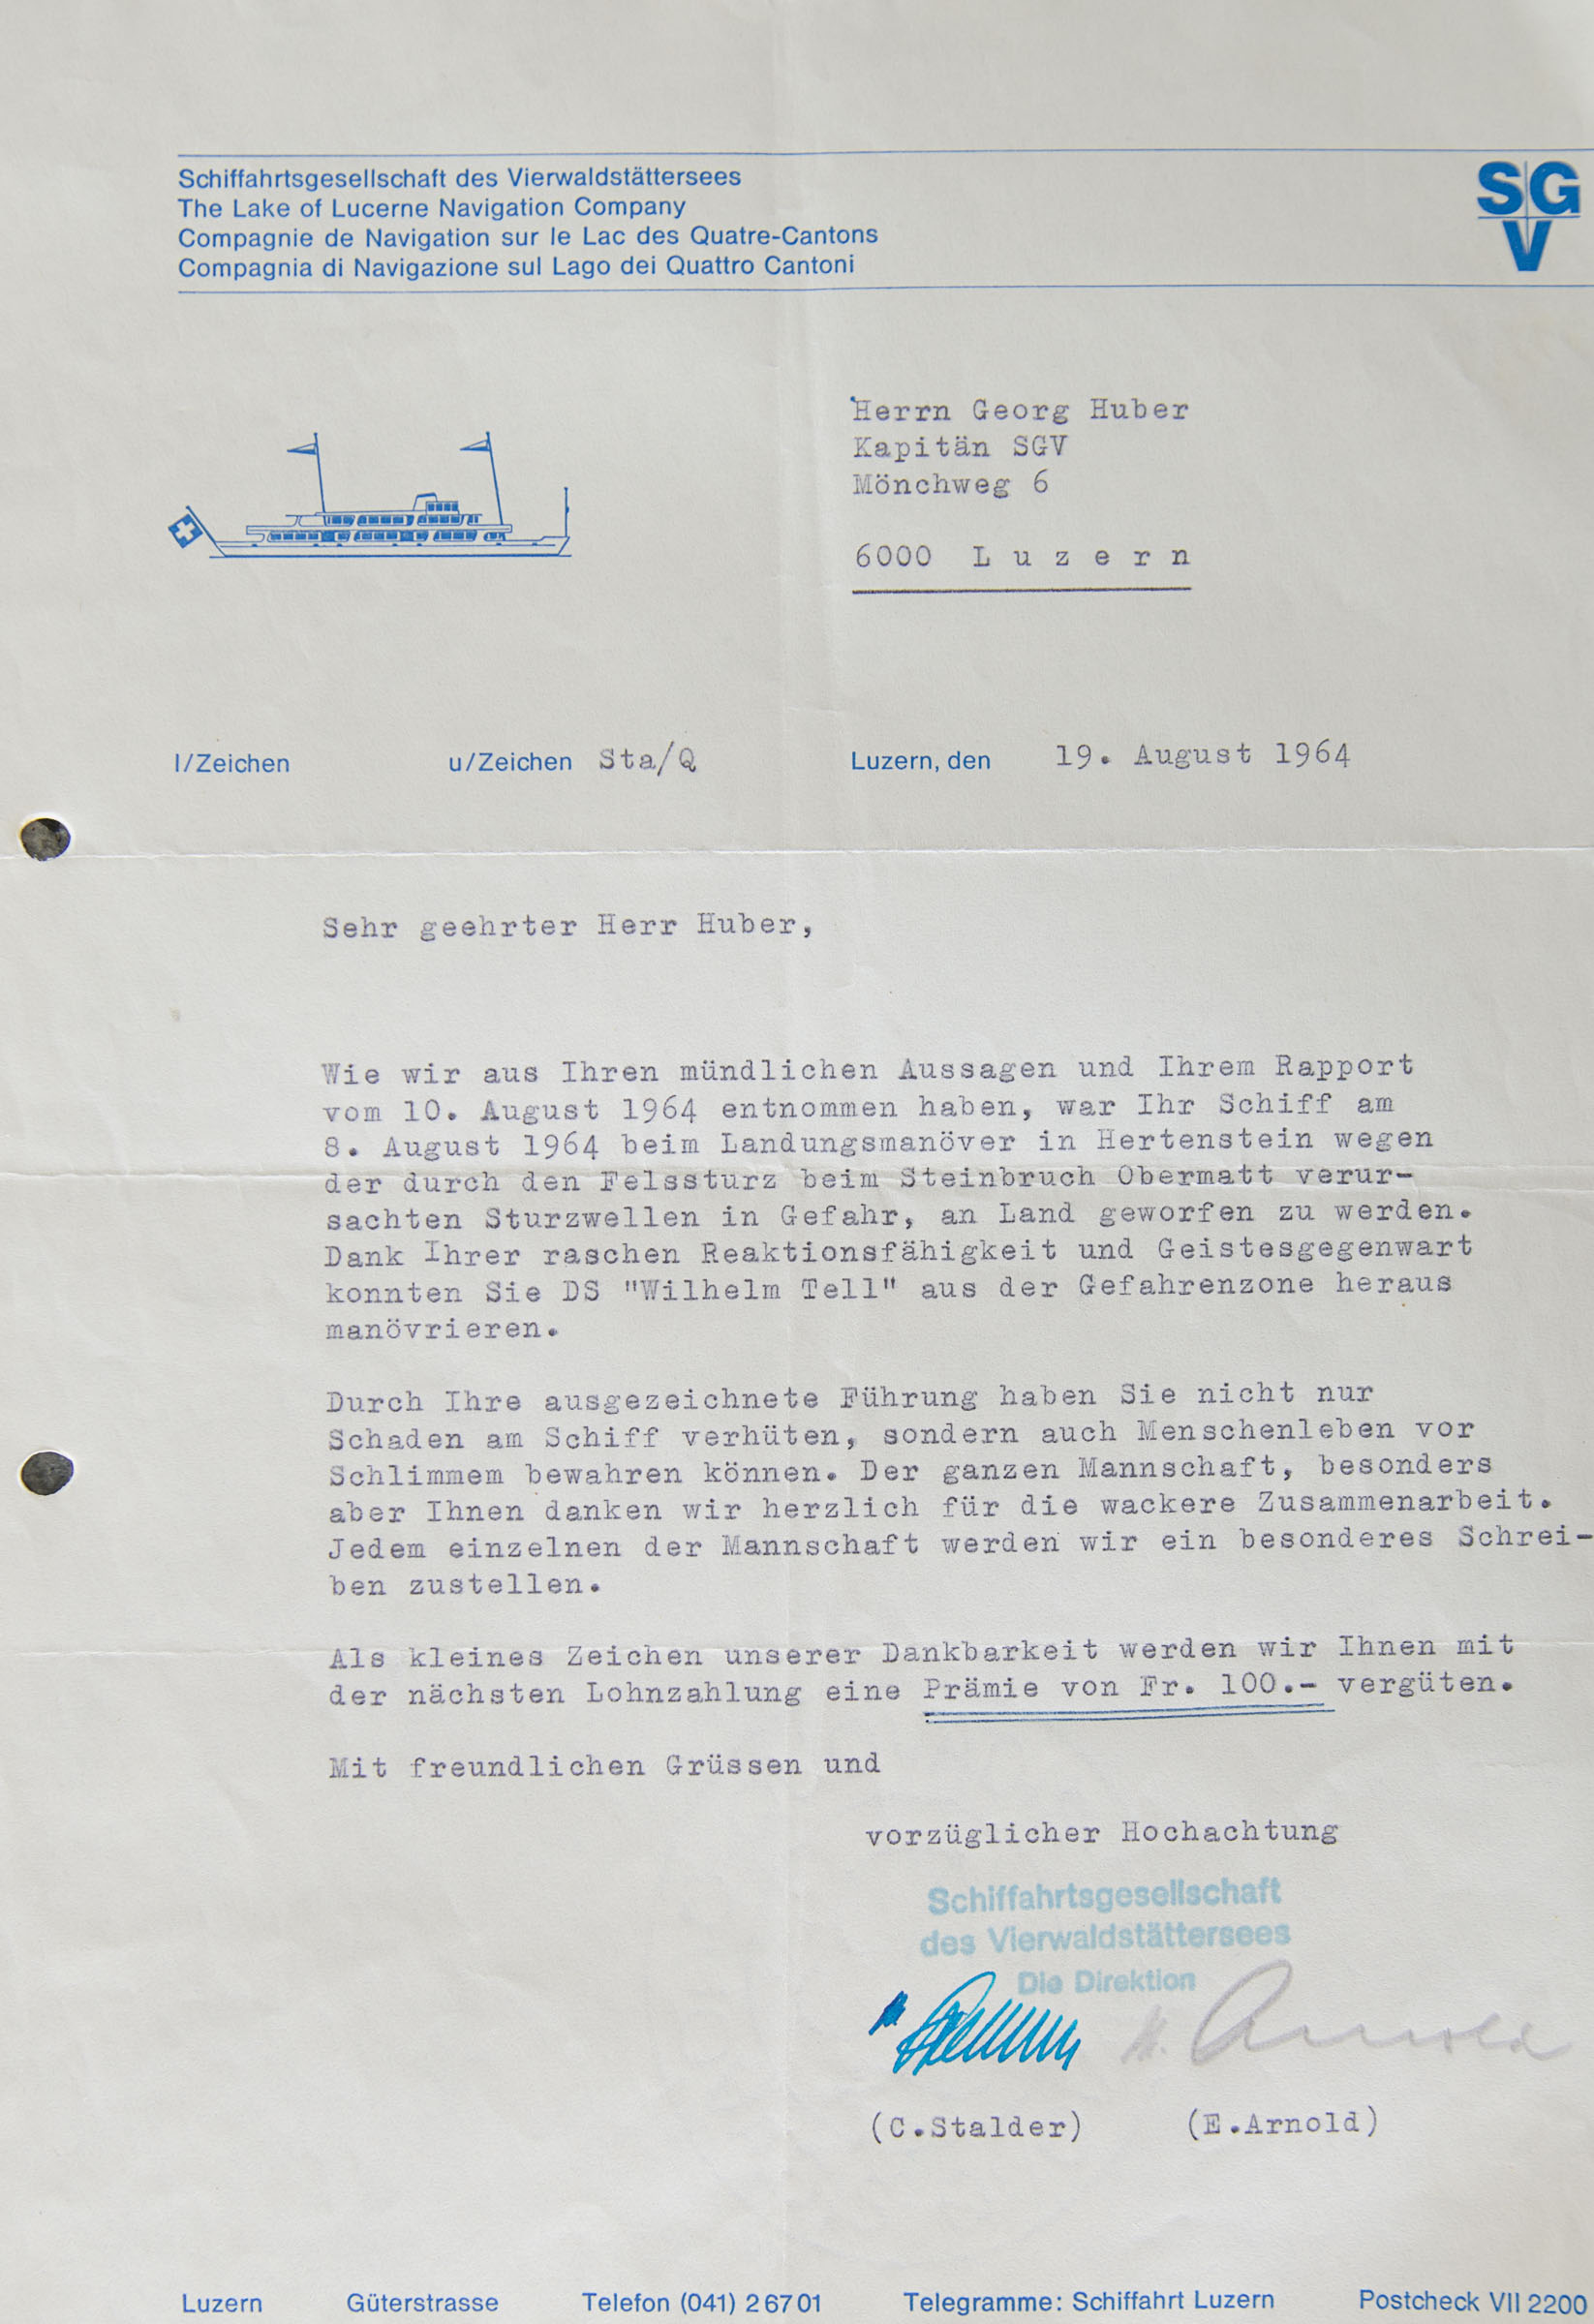 Schiffahrtsgesellschaft des Vierwaldstättersees
The Lake of Lucerne Navigation Company
Compagnie de Navigation sur le Lac des Quatre-Cantons
Compagnia di Navigazione sul Lago dei Quattro Cantoni
SG
V
Herrn Georg Huber
Kapitän SGV
Mönchweg 6
6000 L u z e r n
I/Zeichen u/Zeichen Sta/Q Luzern, den 19. August 1964
Sehr geehrter Herr Huber,
Wie wir aus Ihren mündlichen Aussagen und Ihrem Rapport
vom 10. August 1964 entnommen haben, war Ihr Schiff am
8. August 1964 beim Landungsmanöver in Hertenstein wegen
der durch den Felssturz beim Steinbruch Obermatt verur-
sachten Sturzwellen in Gefahr, an Land geworfen zu werden.
Dank Ihrer raschen Reaktionsfähigkeit und Geistesgegenwart
konnten Sie DS "Wilhelm Tell" aus der Gefahrenzone heraus
manövrieren.
Durch Ihre ausgezeichnete Führung haben Sie nicht nur
Schaden am Schiff verhüten, sondern auch Menschenleben vor
Schlimmem bewahren können. Der ganzen Mannschaft, besonders
aber Ihnen danken wir herzlich für die wackere Zusammenarbeit.
Jedem einzelnen der Mannschaft werden wir ein besonderes Schrei-
ben zustellen.
Als kleines Zeichen unserer Dankbarkeit werden wir Ihnen mit
der nächsten Lohnzahlung eine Prämie von Fr. 100.- vergüten.
Mit freundlichen Grüssen und
vorzüglicher Hochachtung
Schiffahrtsgesellschaft
des Vierwaldstättersees
Die Direktion
Arnold
(C.Stalder) (E.Arnold)
Luzern Güterstrasse Telefon (041) 2 67 01 Telegramme: Schiffahrt Luzern Postcheck VII 2200